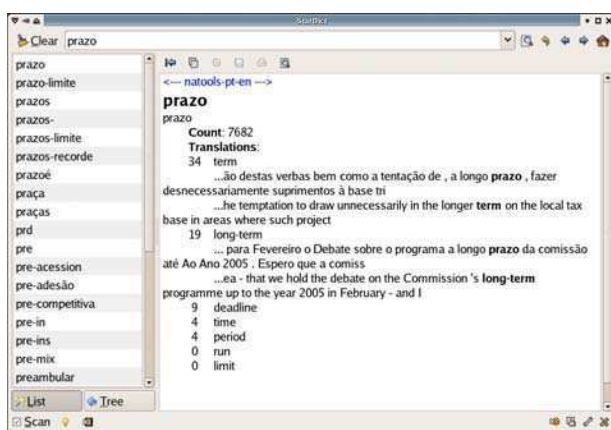 StarDict
Clear prazo
prazo
prazo-limite
prazos
prazos-
prazos-limite
prazos-recorde
prazoé
praça
praças
prd
pre
pre-acession
pre-adesão
pre-competitiva
pre-in
pre-ins
pre-mix
preambular
List Tree
Scan
<--- natools-pt-en --->
prazo
prazo
Count: 7682
Translations:
34 term
...ão destas verbas bem como a tentação de , a longo prazo , fazer
desnecessariamente suprimentos à base tri
...he temptation to draw unnecessarily in the longer term on the local tax
base in areas where such project
19 long-term
... para Fevereiro o Debate sobre o programa a longo prazo da comissão
até Ao Ano 2005 . Espero que a comiss
...ea - that we hold the debate on the Commission 's long-term
programme up to the year 2005 in February - and I
9 deadline
4 time
4 period
0 run
0 limit